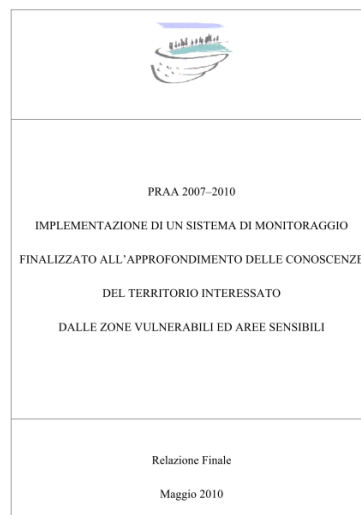 PRAA 2007–2010
IMPLEMENTAZIONE DI UN SISTEMA DI MONITORAGGIO
FINALIZZATO ALL'APPROFONDIMENTO DELLE CONOSCENZE
DEL TERRITORIO INTERESSATO
DALLE ZONE VULNERABILI ED AREE SENSIBILI
Relazione Finale
Maggio 2010